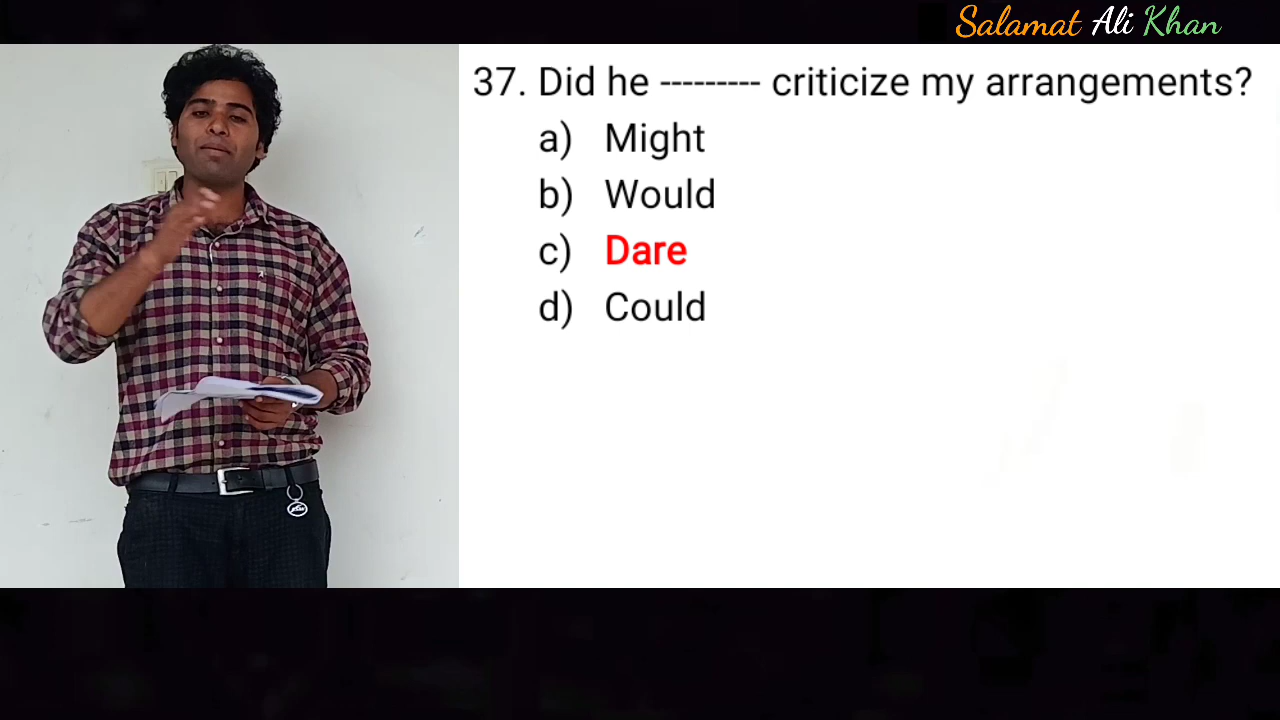 Salamat Ali Khan
37. Did he --------- criticize my arrangements?
a) Might
b) Would
c) Dare
d) Could